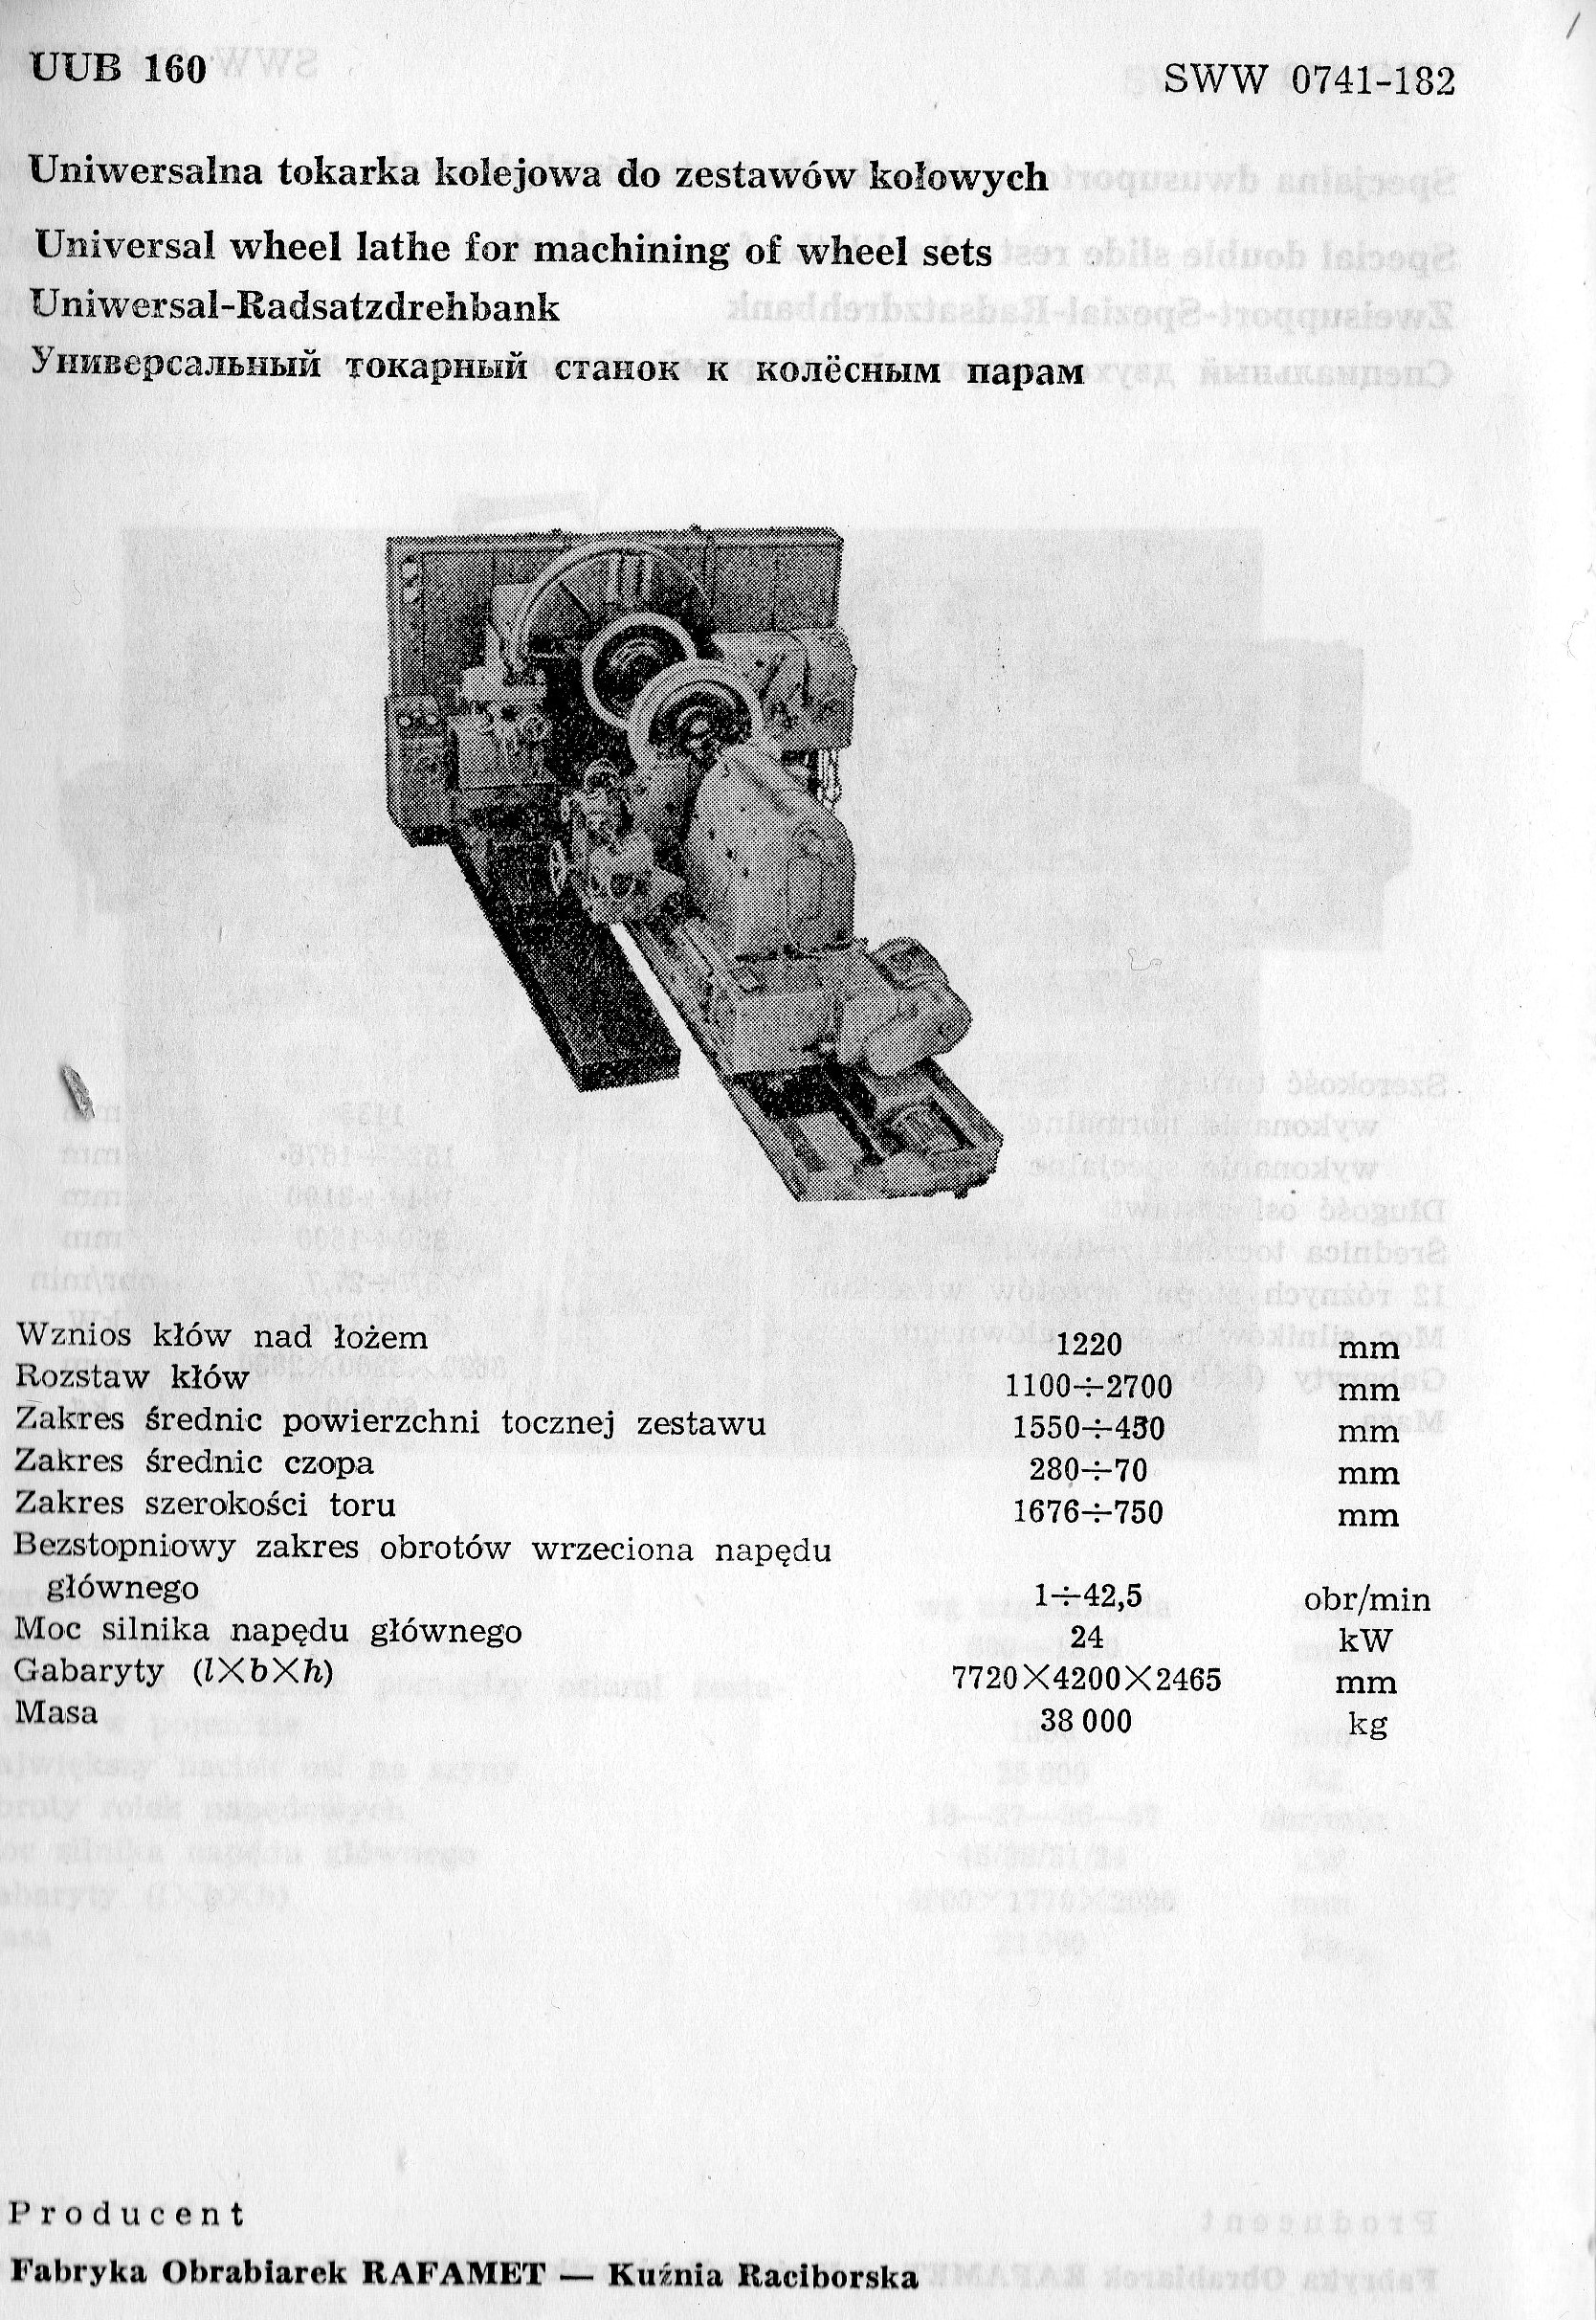 UUB 160 SWW 0741-182
Uniwersalna tokarka kolejowa do zestawów kołowych
Universal wheel lathe for machining of wheel sets
Uniwersal-Radsatzdrehbank
Универсальный токарный станок к колёсным парам
Wznios kłów nad łożem 1220 mm
Rozstaw kłów 1100÷2700 mm
Zakres średnic powierzchni tocznej zestawu 1550÷450 mm
Zakres średnic czopa 280÷70 mm
Zakres szerokości toru 1676÷750 mm
Bezstopniowy zakres obrotów wrzeciona napędu
głównego 1÷42,5 obr/min
Moc silnika napędu głównego 24 kW
Gabaryty (l×b×h) 7720×4200×2465 mm
Masa 38 000 kg
Producent
Fabryka Obrabiarek RAFAMET — Kuźnia Raciborska